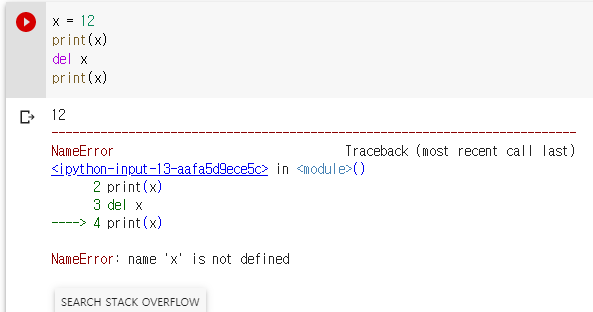 x = 12
print(x)
del x
print(x)
12
---------------------------------------------------------------------------
NameError                                 Traceback (most recent call last)
<ipython-input-13-aafa5d9ece5c> in <module>()
      2 print(x)
      3 del x
----> 4 print(x)
NameError: name 'x' is not defined
SEARCH STACK OVERFLOW